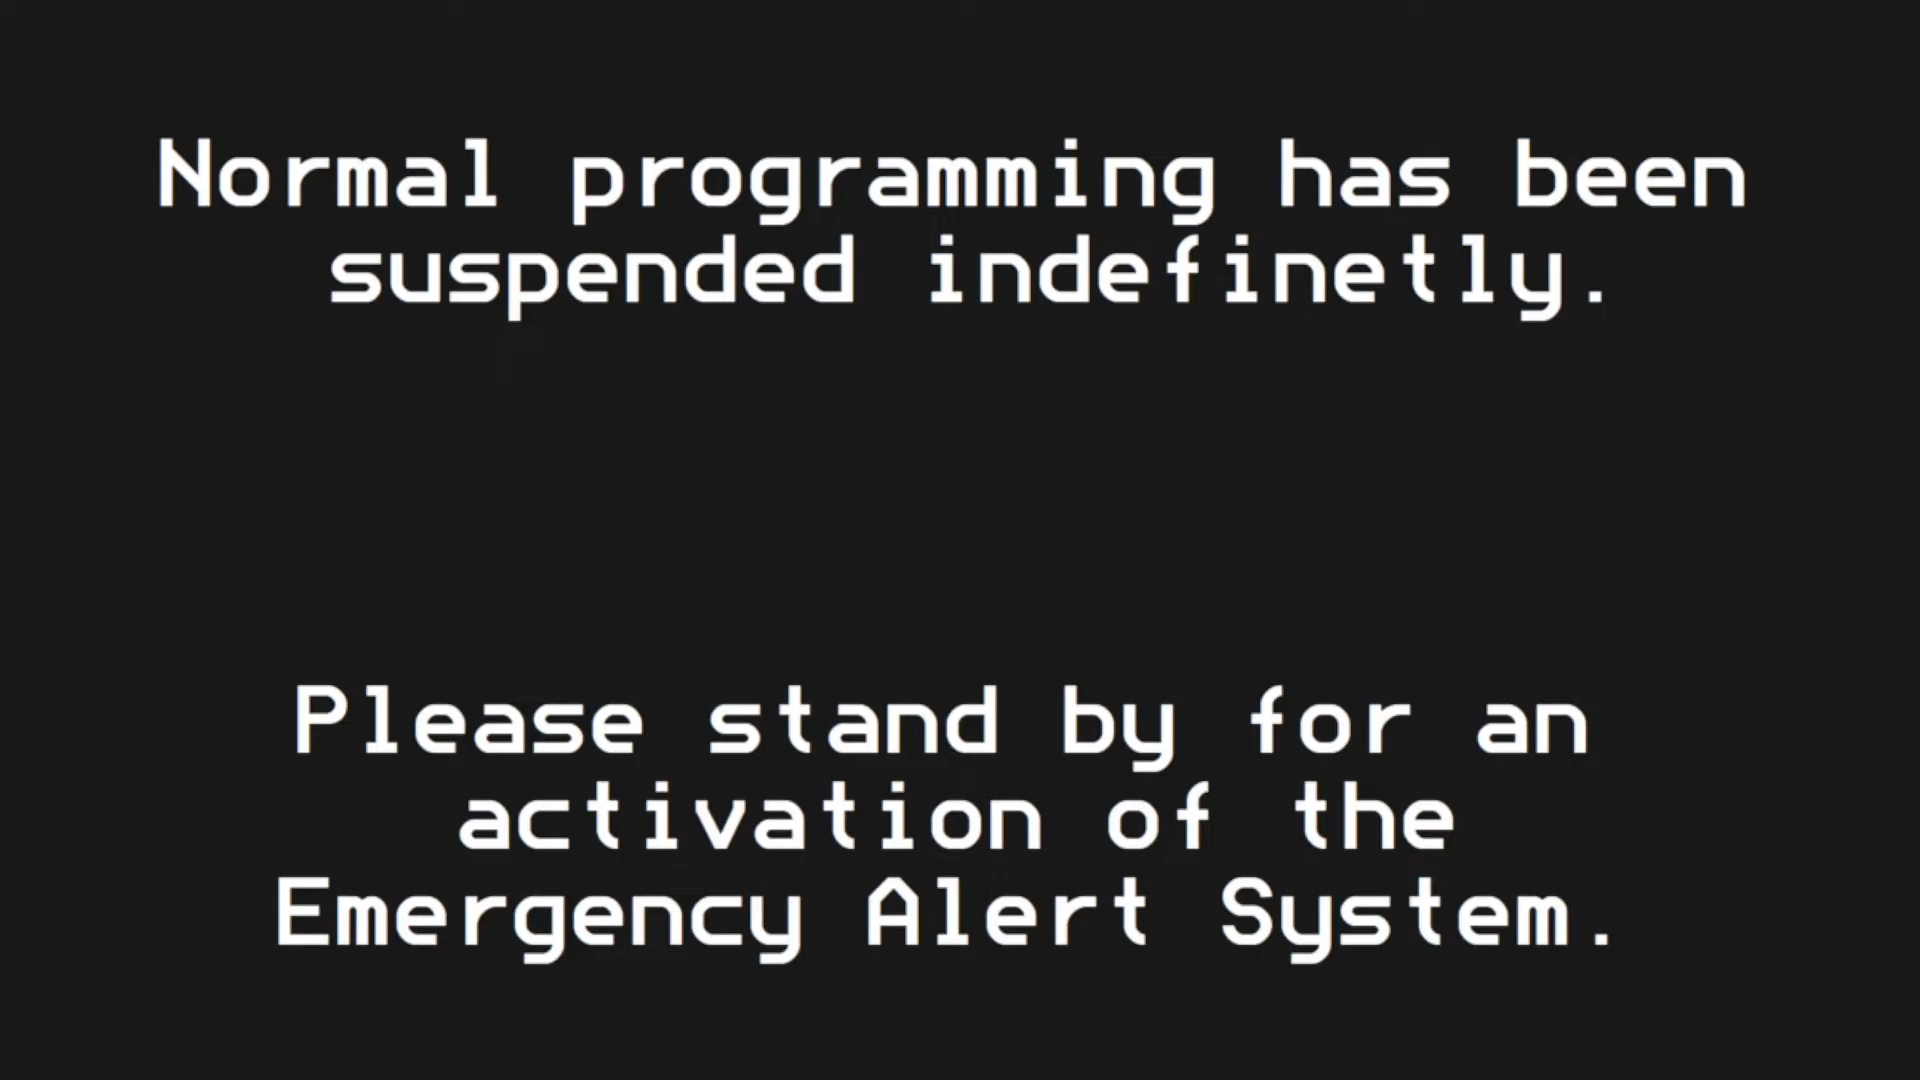 Normal programming has been
suspended indefinetly.
Please stand by for an
activation of the
Emergency Alert System.